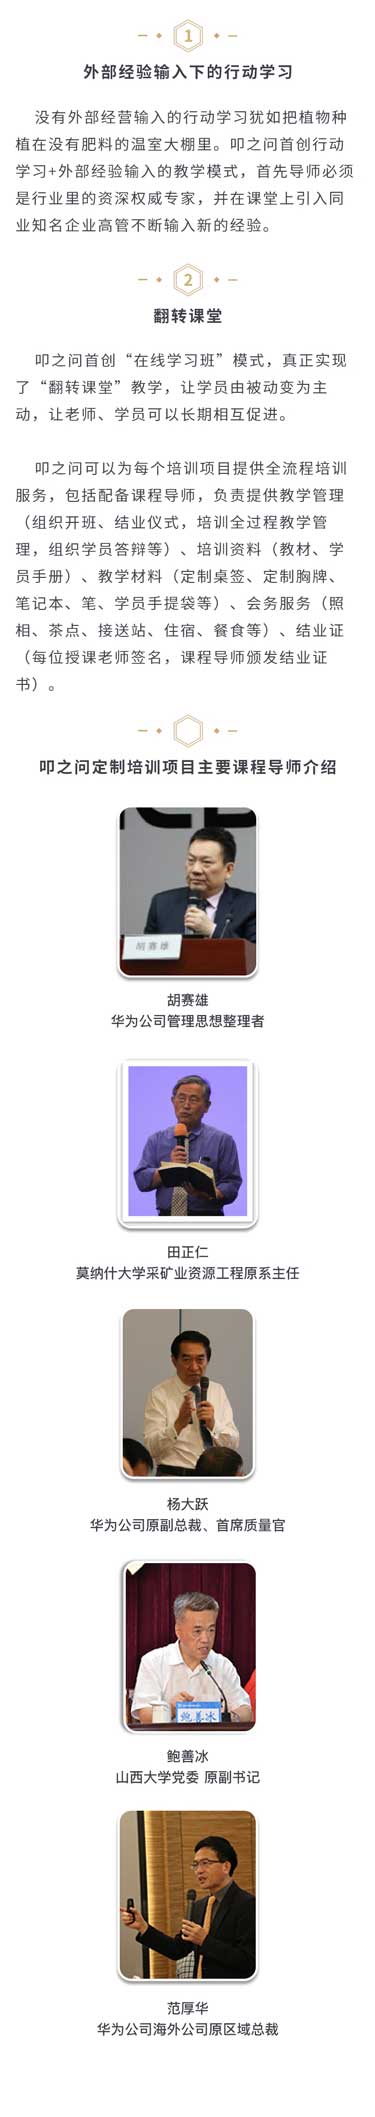 1
外部经验输入下的行动学习
没有外部经营输入的行动学习犹如把植物种
植在没有肥料的温室大棚里。叩之问首创行动
学习+外部经验输入的教学模式，首先导师必须
是行业里的资深权威专家，并在课堂上引入同
业知名企业高管不断输入新的经验。
2
翻转课堂
叩之问首创“在线学习班”模式，真正实现
了“翻转课堂”教学，让学员由被动变为主
动，让老师、学员可以长期相互促进。
叩之问可以为每个培训项目提供全流程培训
服务，包括配备课程导师，负责提供教学管理
（组织开班、结业仪式，培训全过程教学管
理，组织学员答辩等）、培训资料（教材、学
员手册）、教学材料（定制桌签、定制胸牌、
笔记本、笔、学员手提袋等）、会务服务（照
相、茶点、接送站、住宿、餐食等）、结业证
（每位授课老师签名，课程导师颁发结业证
书）。
叩之问定制培训项目主要课程导师介绍
胡赛雄
胡赛雄
华为公司管理思想整理者
田正仁
莫纳什大学采矿业资源工程原系主任
杨大跃
华为公司原副总裁、首席质量官
鲍善冰
鲍善冰
山西大学党委 原副书记
范厚华
华为公司海外公司原区域总裁